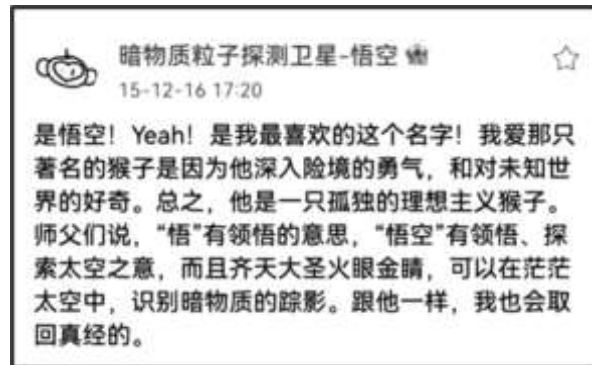 暗物质粒子探测卫星-悟空
15-12-16 17:20
是悟空！Yeah！是我最喜欢的这个名字！我爱那只
著名的猴子是因为他深入险境的勇气，和对未知世
界的好奇。总之，他是一只孤独的理想主义猴子。
师父们说，“悟”有领悟的意思，“悟空”有领悟、探
索太空之意，而且齐天大圣火眼金睛，可以在茫茫
太空中，识别暗物质的踪影。跟他一样，我也会取
回真经的。